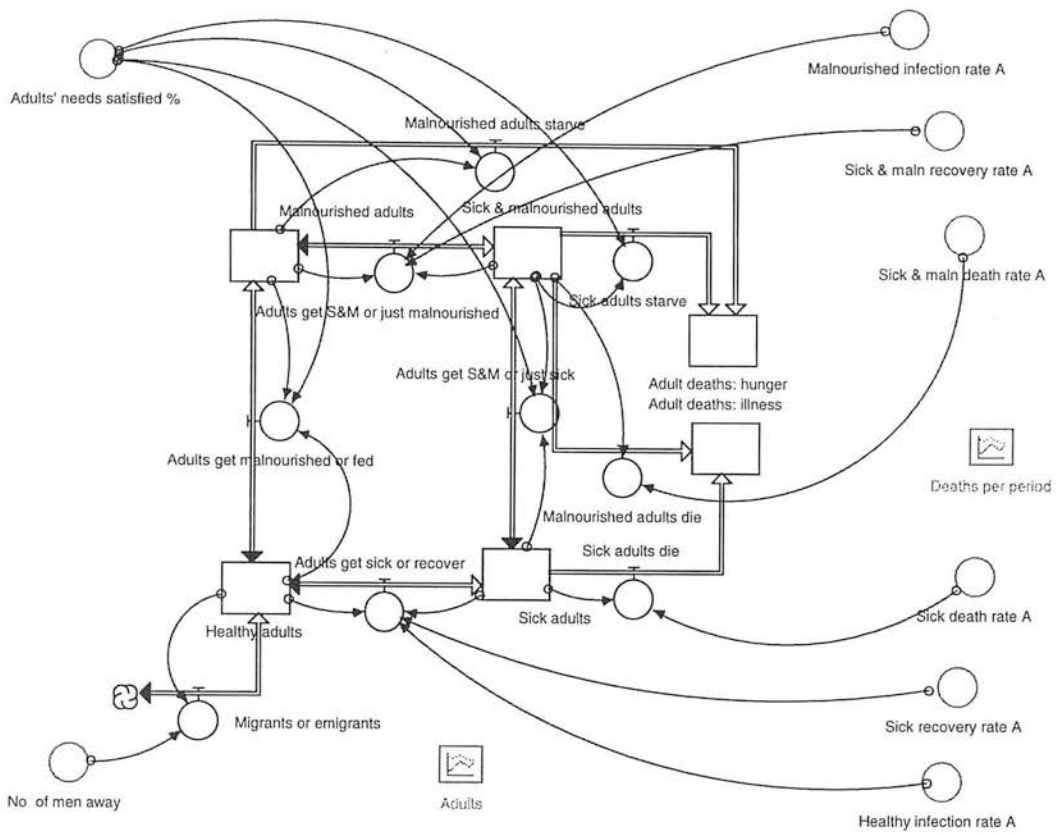 Malnourished infection rate A
Adults' needs satisfied %
Malnourished adults starve
Sick & maln recovery rate A
Malnourished adults
Sick & malnourished adults
Sick & maln death rate A
Sick adults starve
Adults get S&M or just malnourished
Adults get S&M or just sick
Adult deaths: hunger
Adult deaths: illness
Adults get malnourished or fed
Deaths per period
Malnourished adults die
Sick adults die
Adults get sick or recover
Sick adults
Sick death rate A
Healthy adults
Migrants or emigrants
Sick recovery rate A
No of men away
Adults
Healthy infection rate A